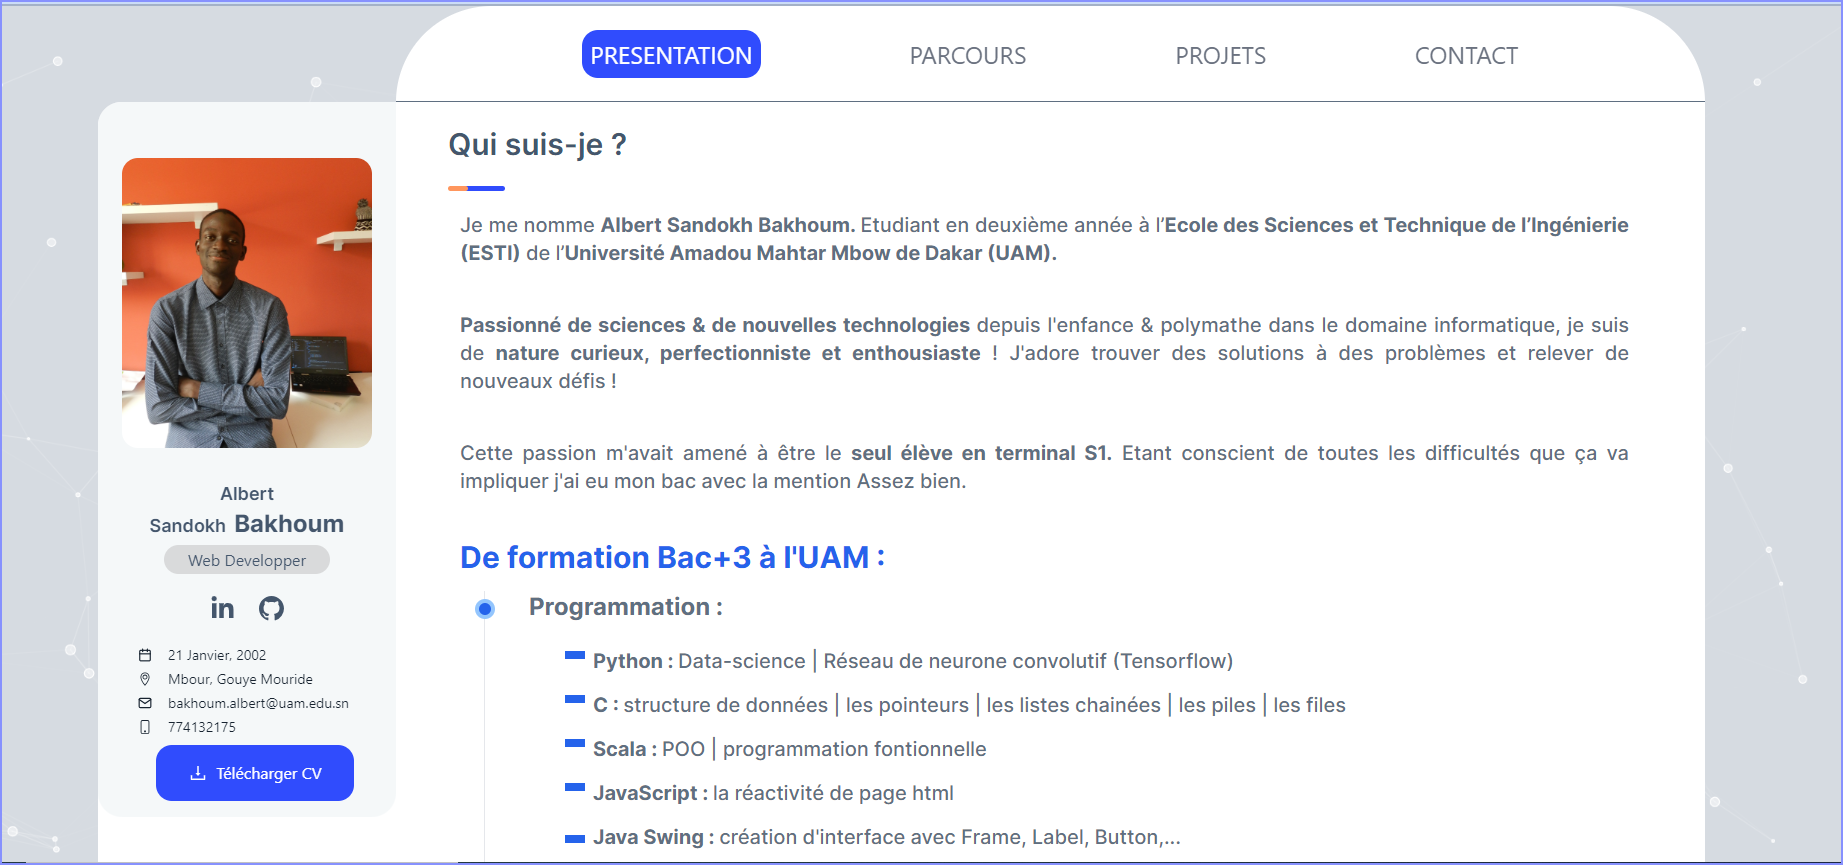 PRESENTATION PARCOURS PROJETS CONTACT
Albert
Sandokh Bakhoum
Web Developper
21 Janvier, 2002
Mbour, Gouye Mouride
bakhoum.albert@uam.edu.sn
774132175
Télécharger CV
Qui suis-je ?
Je me nomme Albert Sandokh Bakhoum. Etudiant en deuxième année à l’Ecole des Sciences et Technique de l’Ingénierie
(ESTI) de l’Université Amadou Mahtar Mbow de Dakar (UAM).
Passionné de sciences & de nouvelles technologies depuis l'enfance & polymathe dans le domaine informatique, je suis
de nature curieux, perfectionniste et enthousiaste ! J'adore trouver des solutions à des problèmes et relever de
nouveaux défis !
Cette passion m'avait amené à être le seul élève en terminal S1. Etant conscient de toutes les difficultés que ça va
impliquer j'ai eu mon bac avec la mention Assez bien.
De formation Bac+3 à l'UAM :
Programmation :
Python : Data-science | Réseau de neurone convolutif (Tensorflow)
C : structure de données | les pointeurs | les listes chainées | les piles | les files
Scala : POO | programmation fontionnelle
JavaScript : la réactivité de page html
Java Swing : création d'interface avec Frame, Label, Button,...